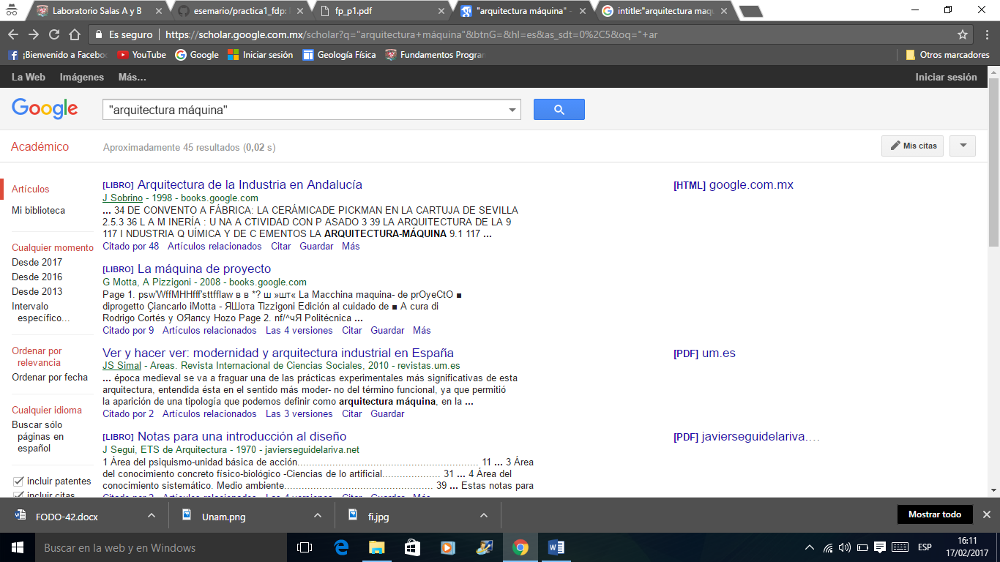 Laboratorio Salas A y B
esemario/practica1_fdp:
fp_p1.pdf
"arquitectura máquina" -
intitle:"arquitectura maq
Es seguro
https://scholar.google.com.mx/scholar?q="arquitectura+máquina"&btnG=&hl=es&as_sdt=0%2C5&oq="+ar
¡Bienvenido a Faceboo
YouTube
Google
Iniciar sesión
Geología Física
Fundamentos Progra
Otros marcadores
La Web Imágenes Más... Iniciar sesión
Google
"arquitectura máquina"
Académico
Aproximadamente 45 resultados (0,02 s)
Mis citas
Artículos
Mi biblioteca
Cualquier momento
Desde 2017
Desde 2016
Desde 2013
Intervalo
específico...
Ordenar por
relevancia
Ordenar por fecha
Cualquier idioma
Buscar sólo
páginas en
español
incluir patentes
incluir citas
[LIBRO] Arquitectura de la Industria en Andalucía
J Sobrino - 1998 - books.google.com
... 34 DE CONVENTO A FÁBRICA: LA CERÁMICADE PICKMAN EN LA CARTUJA DE SEVILLA
2.5.3 36 L A M INERÍA : U NA A CTIVIDAD CON P ASADO 3 39 LA ARQUITECTURA DE LA 9
117 I NDUSTRIA Q UÍMICA Y DE C EMENTOS LA ARQUITECTURA-MÁQUINA 9.1 117 ...
Citado por 48 Artículos relacionados Citar Guardar Más
[HTML] google.com.mx
[LIBRO] La máquina de proyecto
G Motta, A Pizzigoni - 2008 - books.google.com
Page 1. psw'WffMHHfff'sttfflaw в в *? ш »шт« La Macchina maquina- de prOyeCtO ■
diprogetto Çiancarlo iMotta - ЯШота Tizzigoni Edición al cuidado de ■ A cura di
Rodrigo Cortés y OЯancy Hozo Page 2. nf/^чЯ Politécnica ...
Citado por 9 Artículos relacionados Las 4 versiones Citar Guardar Más
Ver y hacer ver: modernidad y arquitectura industrial en España
JS Simal - Areas. Revista Internacional de Ciencias Sociales, 2010 - revistas.um.es
... época medieval se va a fraguar una de las prácticas experimentales más significativas de esta
arquitectura, entendida ésta en el sentido más moder- no del término funcional, ya que permitió
la aparición de una tipología que podemos definir como arquitectura máquina, en la ...
Citado por 2 Artículos relacionados Las 3 versiones Citar Guardar
[PDF] um.es
[LIBRO] Notas para una introducción al diseño
J Segui, ETS de Arquitectura - 1970 - javierseguidelariva.net
1 Área del psiquismo-unidad básica de acción.............................................................. 11 ... 3 Área
del conocimiento concreto físico-biológico -Ciencias de lo artificial.................... 31 ... 4 Área del
conocimiento sistemático. Medio ambiente................................................... 39 ... Estas notas para
Citado por 2 Artículos relacionados Las 4 versiones Citar Guardar Más
[PDF] javierseguidelariva....
FODO-42.docx
Unam.png
fi.jpg
Mostrar todo
Buscar en la web y en Windows
ESP
16:11
17/02/2017